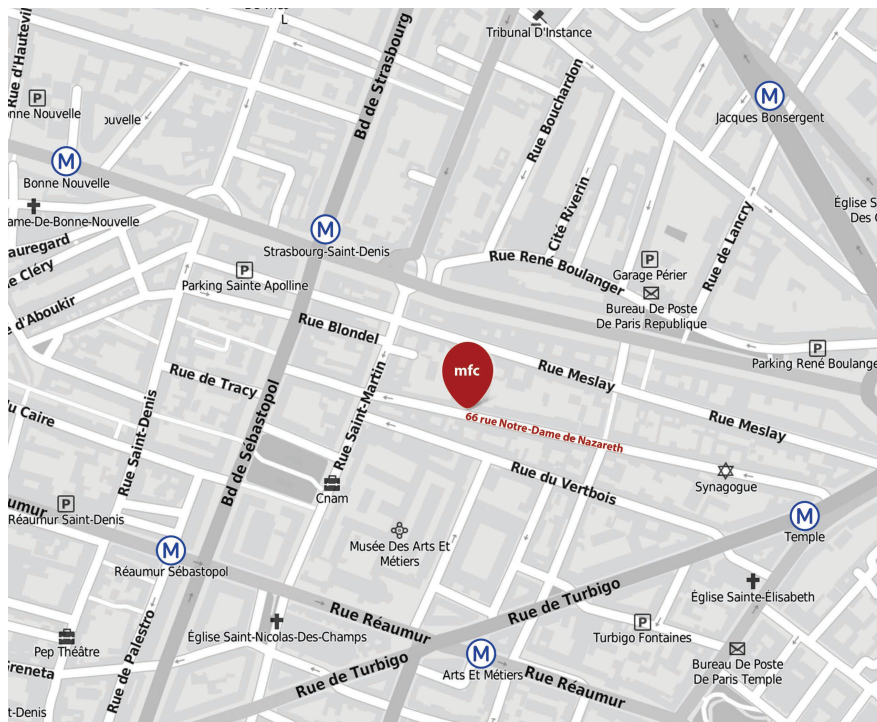 L
Tribunal D'Instance
Rue d'Hautevil
Bd de Strasbourg
Rue Bouchardon
P
onne Nouvelle
ouvelle
M
Jacques Bonsergent
M
Bonne Nouvelle
ame-De-Bonne-Nouvelle
Cité Riverin
Rue de Lancry
Église S
Des
M
Strasbourg-Saint-Denis
auregard
e Cléry
P
Parking Sainte Apolline
Rue René Boulanger
P
Garage Périer
Bureau De Poste
De Paris Republique
e d'Aboukir
Rue Blondel
P
Parking René Boulange
mfc
Rue Meslay
Rue de Tracy
Rue Saint-Martin
Rue Meslay
66 rue Notre-Dame de Nazareth
u Caire
Rue Saint-Denis
Bd de Sébastopol
Rue du Vertbois
Synagogue
Cnam
umur
P
Réaumur Saint-Denis
M
Temple
Musée Des Arts Et
Métiers
M
Réaumur Sébastopol
Rue de Turbigo
Église Sainte-Élisabeth
Rue Réaumur
Église Saint-Nicolas-Des-Champs
P
Turbigo Fontaines
Pep Théâtre
Rue de Palestro
M
Arts Et Métiers
Bureau De Poste
De Paris Temple
Greneta
Rue de Turbigo
Rue Réaumur
t-Denis